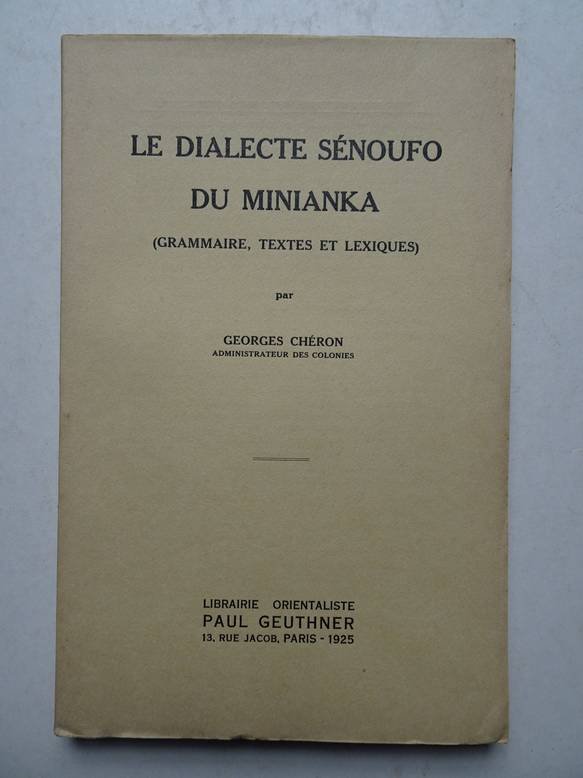 LE DIALECTE SÉNOUFO
DU MINIANKA
(GRAMMAIRE, TEXTES ET LEXIQUES)
par
GEORGES CHÉRON
ADMINISTRATEUR DES COLONIES
LIBRAIRIE ORIENTALISTE
PAUL GEUTHNER
13, RUE JACOB, PARIS - 1925